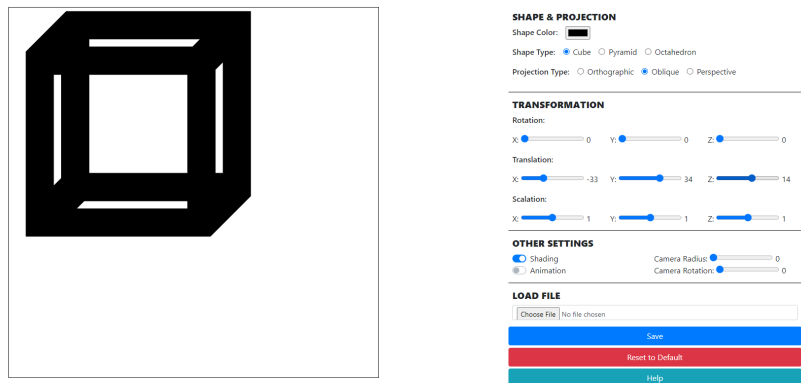 SHAPE & PROJECTION
Shape Color:
Shape Type: Cube Pyramid Octahedron
Projection Type: Orthographic Oblique Perspective
TRANSFORMATION
Rotation:
X: 0 Y: 0 Z: 0
Translation:
X: -33 Y: 34 Z: 14
Scalation:
X: 1 Y: 1 Z: 1
OTHER SETTINGS
Shading Camera Radius: 0
Animation Camera Rotation: 0
LOAD FILE
Choose File No file chosen
Save
Reset to Default
Help